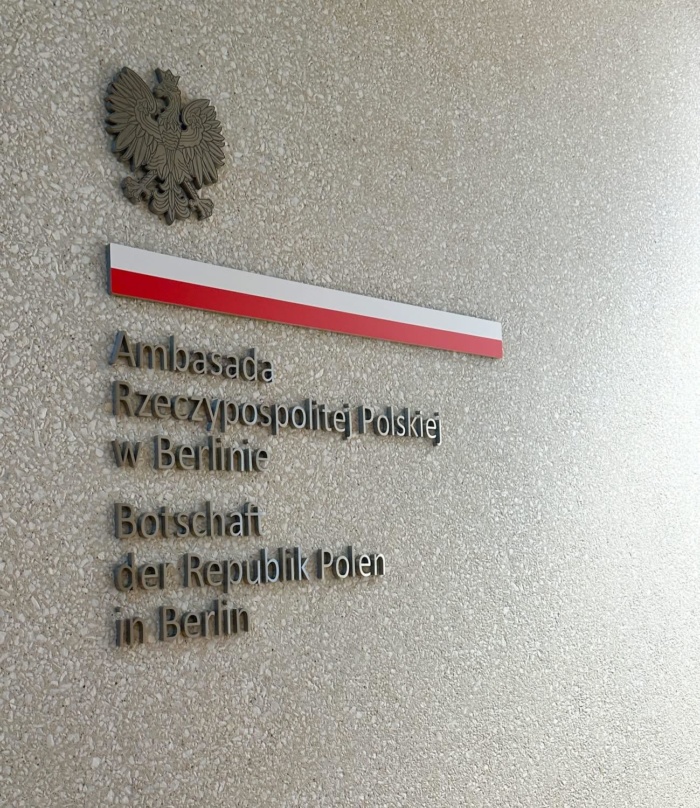 Ambasada
Rzeczypospolitej Polskiej
w Berlinie
Botschaft
der Republik Polen
in Berlin